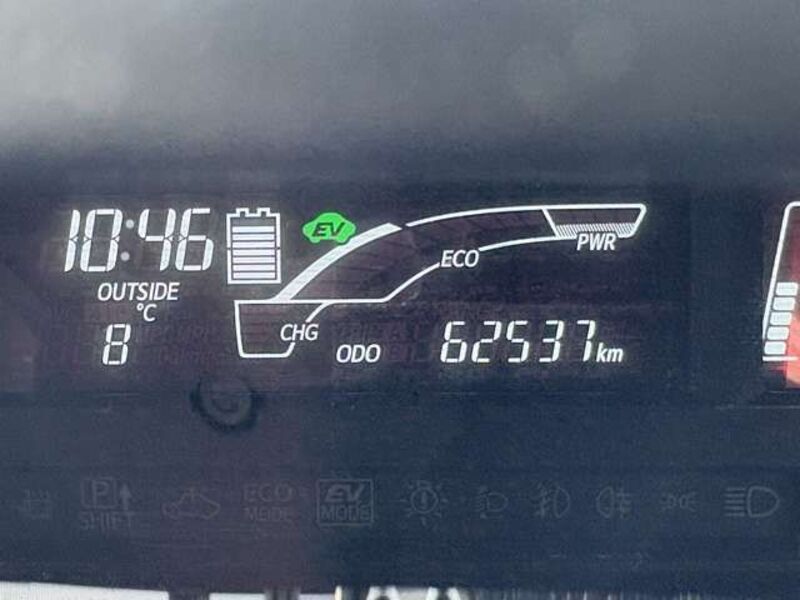 10:46
EV
OUTSIDE
°C
8
CHG
ECO
PWR
ODO
62537km
P
SHIFT
ECO
MODE
EV
MODE